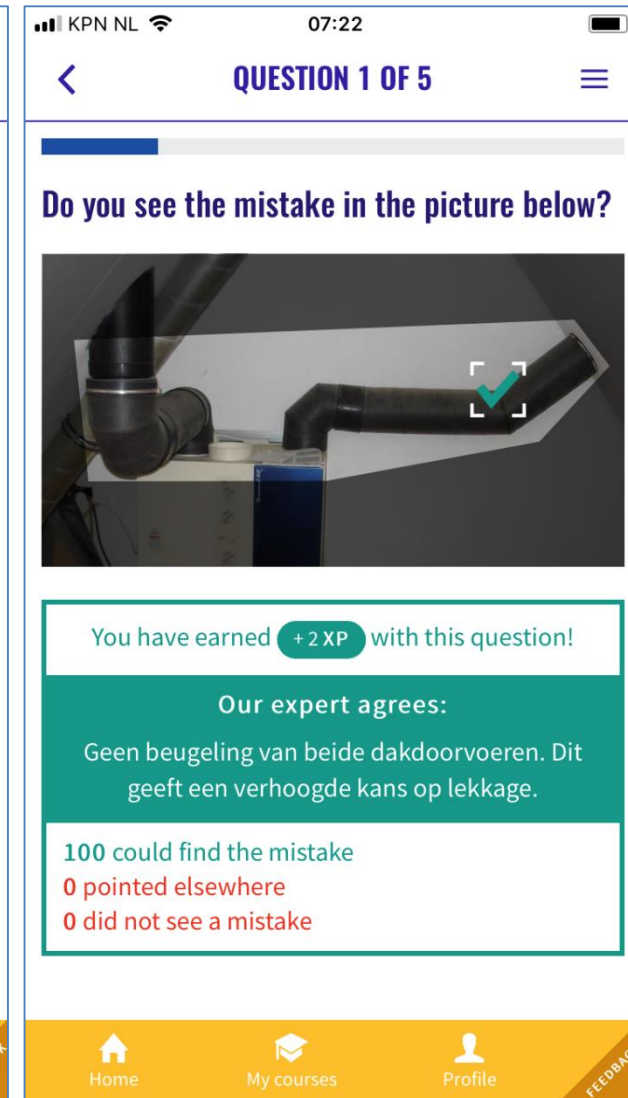 KPN NL 07:22
QUESTION 1 OF 5
Do you see the mistake in the picture below?
You have earned + 2 XP with this question!
Our expert agrees:
Geen beugeling van beide dakdoorvoeren. Dit
geeft een verhoogde kans op lekkage.
100 could find the mistake
0 pointed elsewhere
0 did not see a mistake
Home My courses Profile